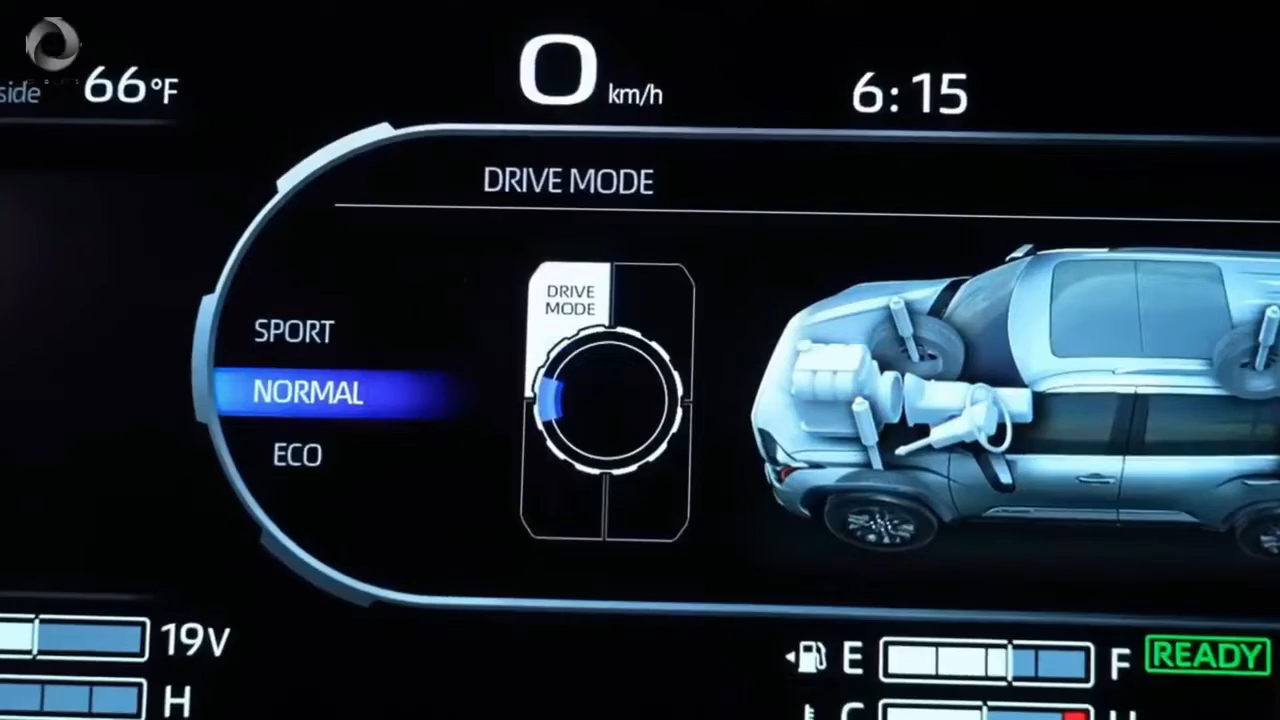 side 66°F
0 km/h
6:15
DRIVE MODE
SPORT
NORMAL
ECO
DRIVE
MODE
19V
H
E F
READY
C